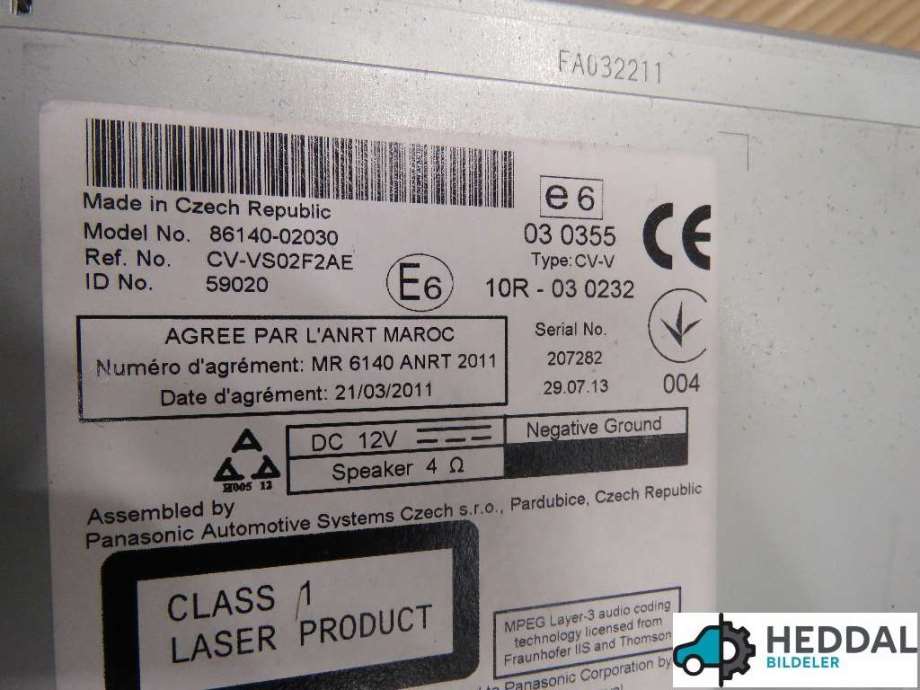 FA032211
Made in Czech Republic
Model No. 86140-02030
Ref. No. CV-VS02F2AE
ID No. 59020
e6
03 0355
Type: CV-V
E6
10R - 03 0232
CE
AGREE PAR L'ANRT MAROC
Numéro d'agrément: MR 6140 ANRT 2011
Date d'agrément: 21/03/2011
Serial No.
207282
29.07.13
004
DC 12V
Speaker 4 Ω
Negative Ground
H005 12
Assembled by
Panasonic Automotive Systems Czech s.r.o., Pardubice, Czech Republic
CLASS 1
LASER PRODUCT
MPEG Layer-3 audio coding
technology licensed from
Fraunhofer IIS and Thomson
to Panasonic Corporation by
HEDDAL
BILDELER